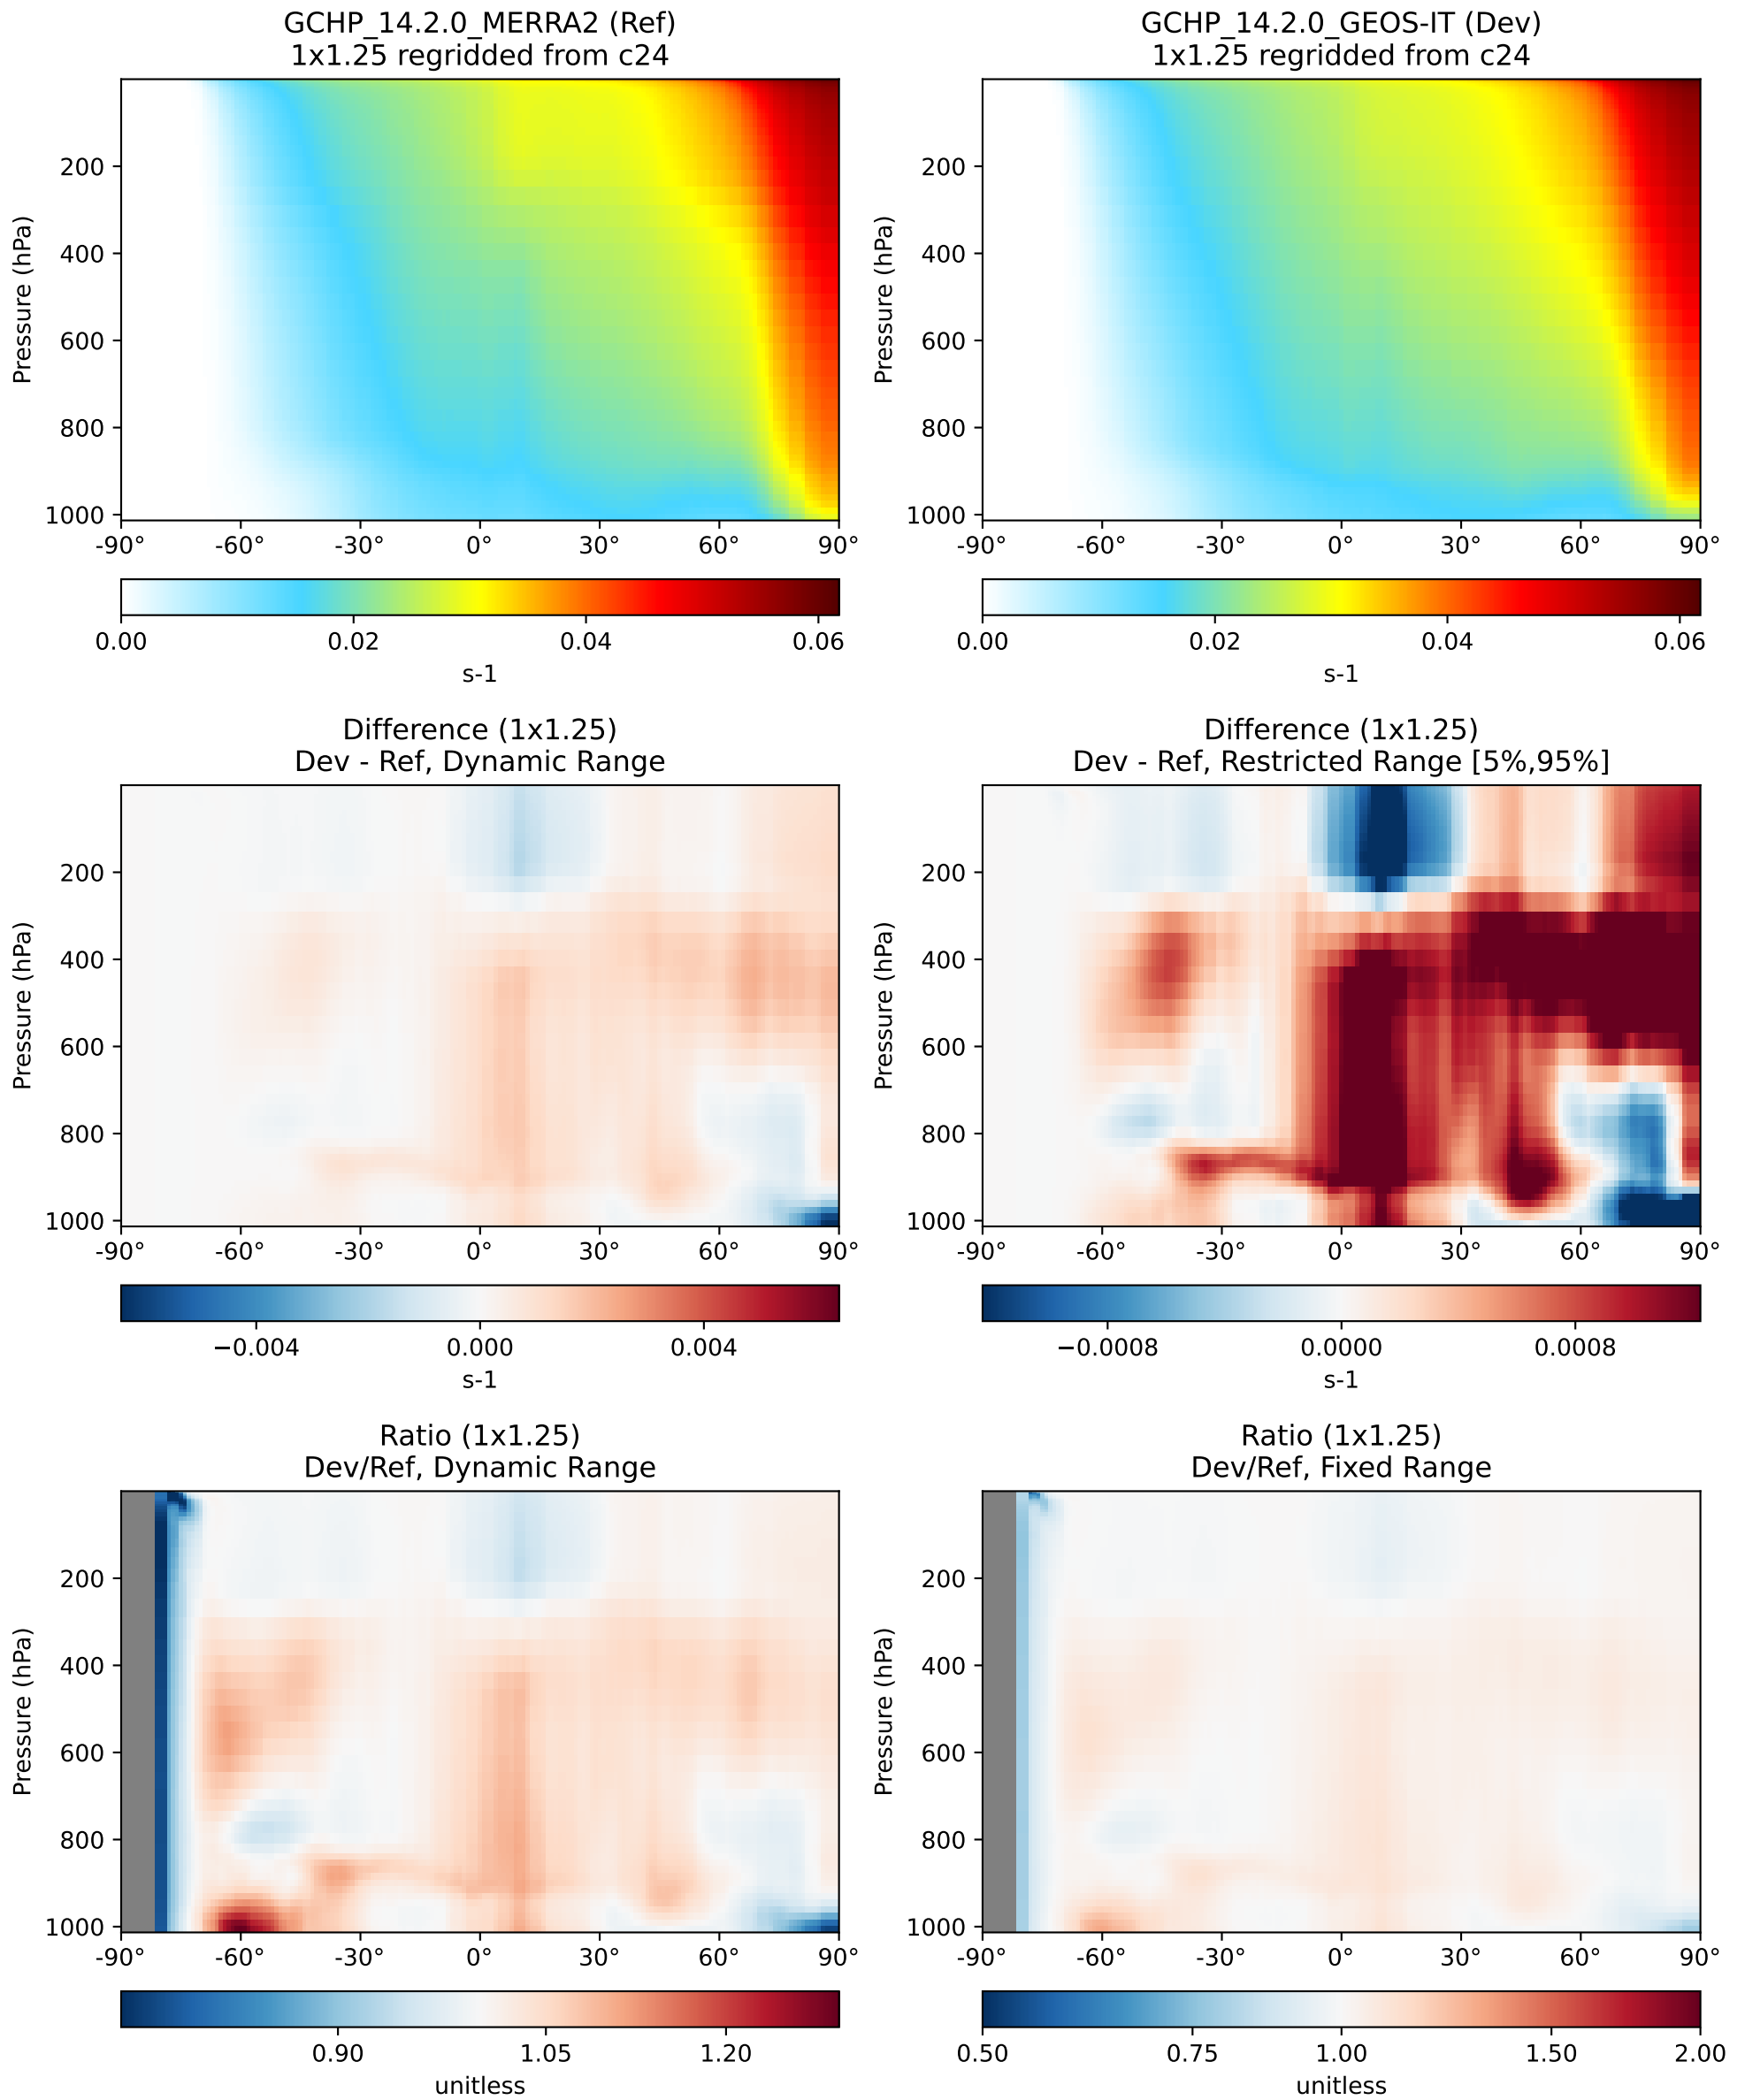 GCHP_14.2.0_MERRA2 (Ref)
1x1.25 regridded from c24
Pressure (hPa)
200
400
600
800
1000
-90° -60° -30° 0° 30° 60° 90°
0.00 0.02 0.04 0.06
s-1
GCHP_14.2.0_GEOS-IT (Dev)
1x1.25 regridded from c24
Pressure (hPa)
200
400
600
800
1000
-90° -60° -30° 0° 30° 60° 90°
0.00 0.02 0.04 0.06
s-1
Difference (1x1.25)
Dev - Ref, Dynamic Range
Pressure (hPa)
200
400
600
800
1000
-90° -60° -30° 0° 30° 60° 90°
−0.004 0.000 0.004
s-1
Difference (1x1.25)
Dev - Ref, Restricted Range [5%,95%]
Pressure (hPa)
200
400
600
800
1000
-90° -60° -30° 0° 30° 60° 90°
−0.0008 0.0000 0.0008
s-1
Ratio (1x1.25)
Dev/Ref, Dynamic Range
Pressure (hPa)
200
400
600
800
1000
-90° -60° -30° 0° 30° 60° 90°
0.90 1.05 1.20
unitless
Ratio (1x1.25)
Dev/Ref, Fixed Range
Pressure (hPa)
200
400
600
800
1000
-90° -60° -30° 0° 30° 60° 90°
0.50 0.75 1.00 1.50 2.00
unitless